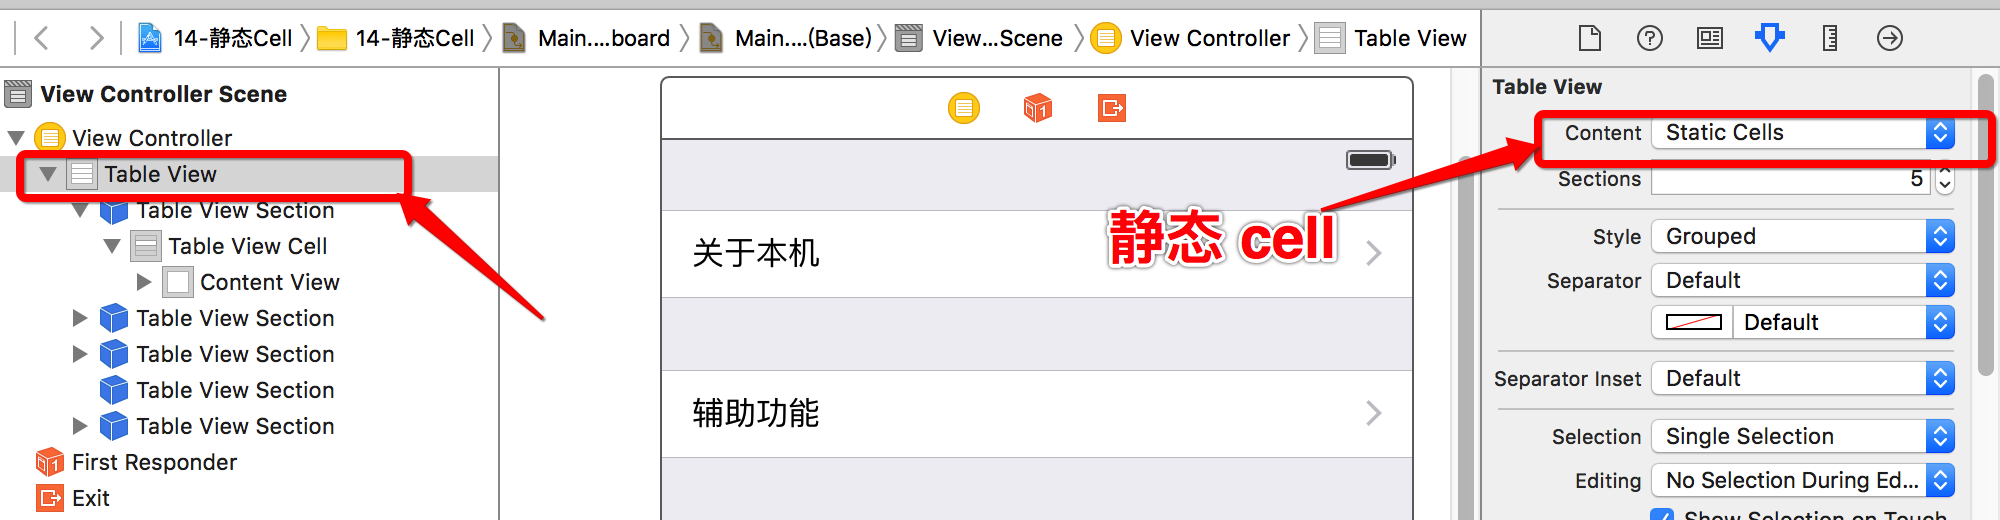 14-静态Cell
14-静态Cell
Main....board
Main....(Base)
View...Scene
View Controller
Table View
View Controller Scene
View Controller
Table View
Table View Section
Table View Cell
Content View
Table View Section
Table View Section
Table View Section
Table View Section
First Responder
Exit
1
关于本机
静态 cell
辅助功能
Table View
Content Static Cells
Sections 5
Style Grouped
Separator Default
Default
Separator Inset Default
Selection Single Selection
Editing No Selection During Ed...
Show Selection on Touch